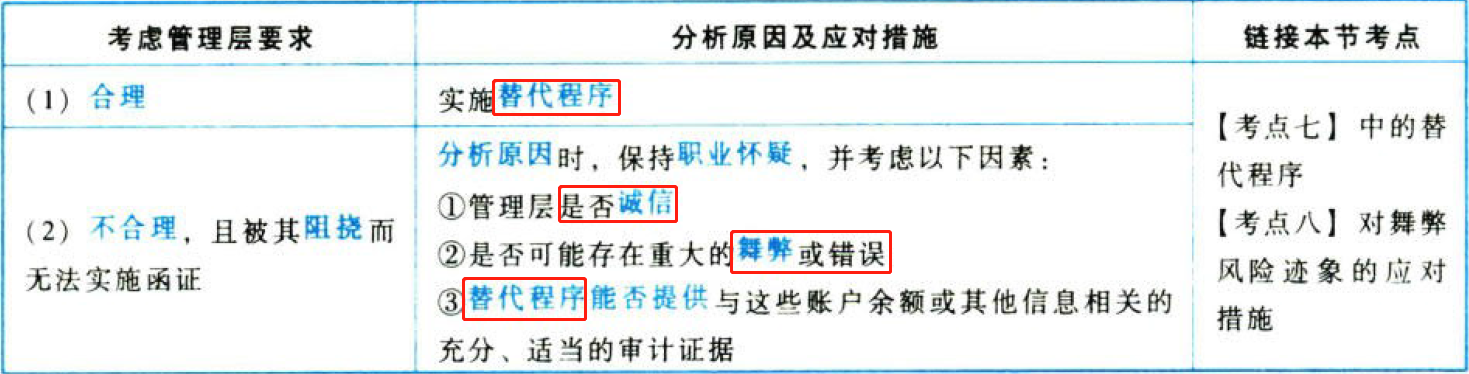 考虑管理层要求
分析原因及应对措施
链接本节考点
(1) 合理
实施替代程序
(2) 不合理，且被其阻挠而
无法实施函证
分析原因时，保持职业怀疑，并考虑以下因素：
①管理层是否诚信
②是否可能存在重大的舞弊或错误
③替代程序能否提供与这些账户余额或其他信息相关的
充分、适当的审计证据
【考点七】中的替
代程序
【考点八】对舞弊
风险迹象的应对
措施